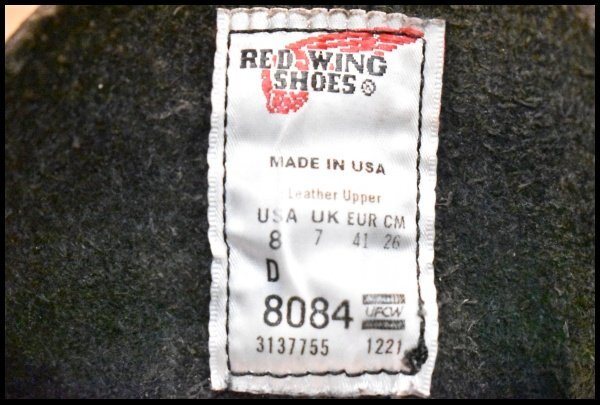 RED WING
SHOES®
MADE IN USA
Leather Upper
USA UK EUR CM
8 7 41 26
D
8084 UFCW
3137755 1221